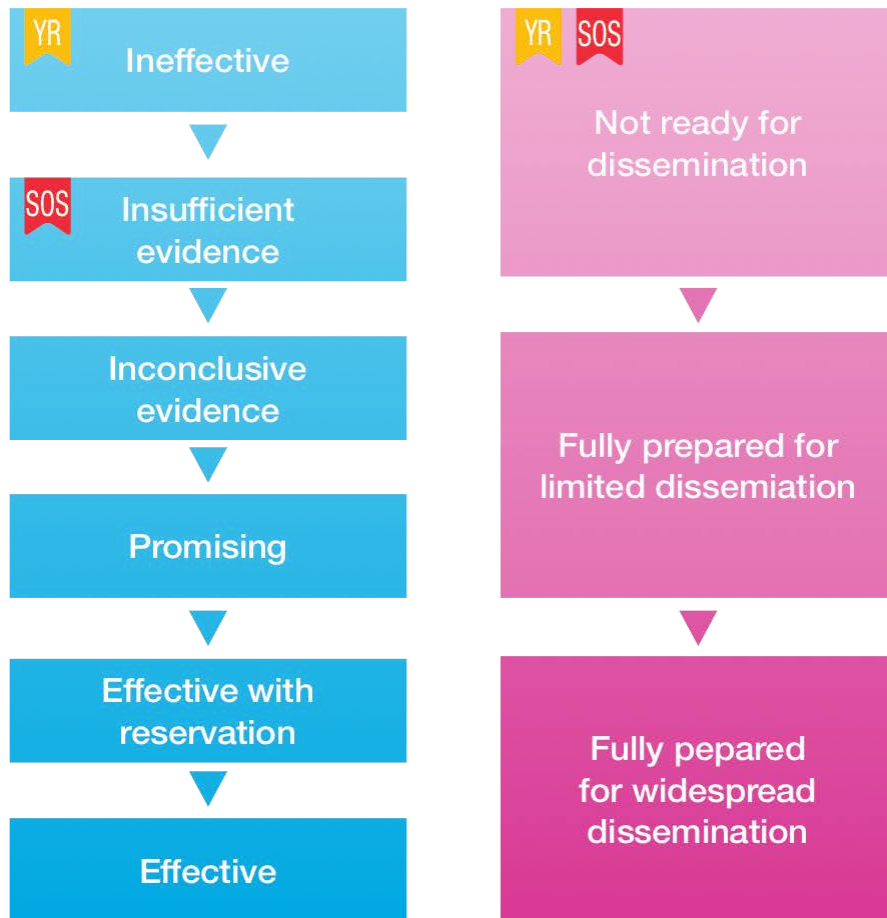 YR
Ineffective
SOS
Insufficient
evidence
Inconclusive
evidence
Promising
Effective with
reservation
Effective
YR SOS
Not ready for
dissemination
Fully prepared for
limited dissemiation
Fully pepared
for widespread
dissemination